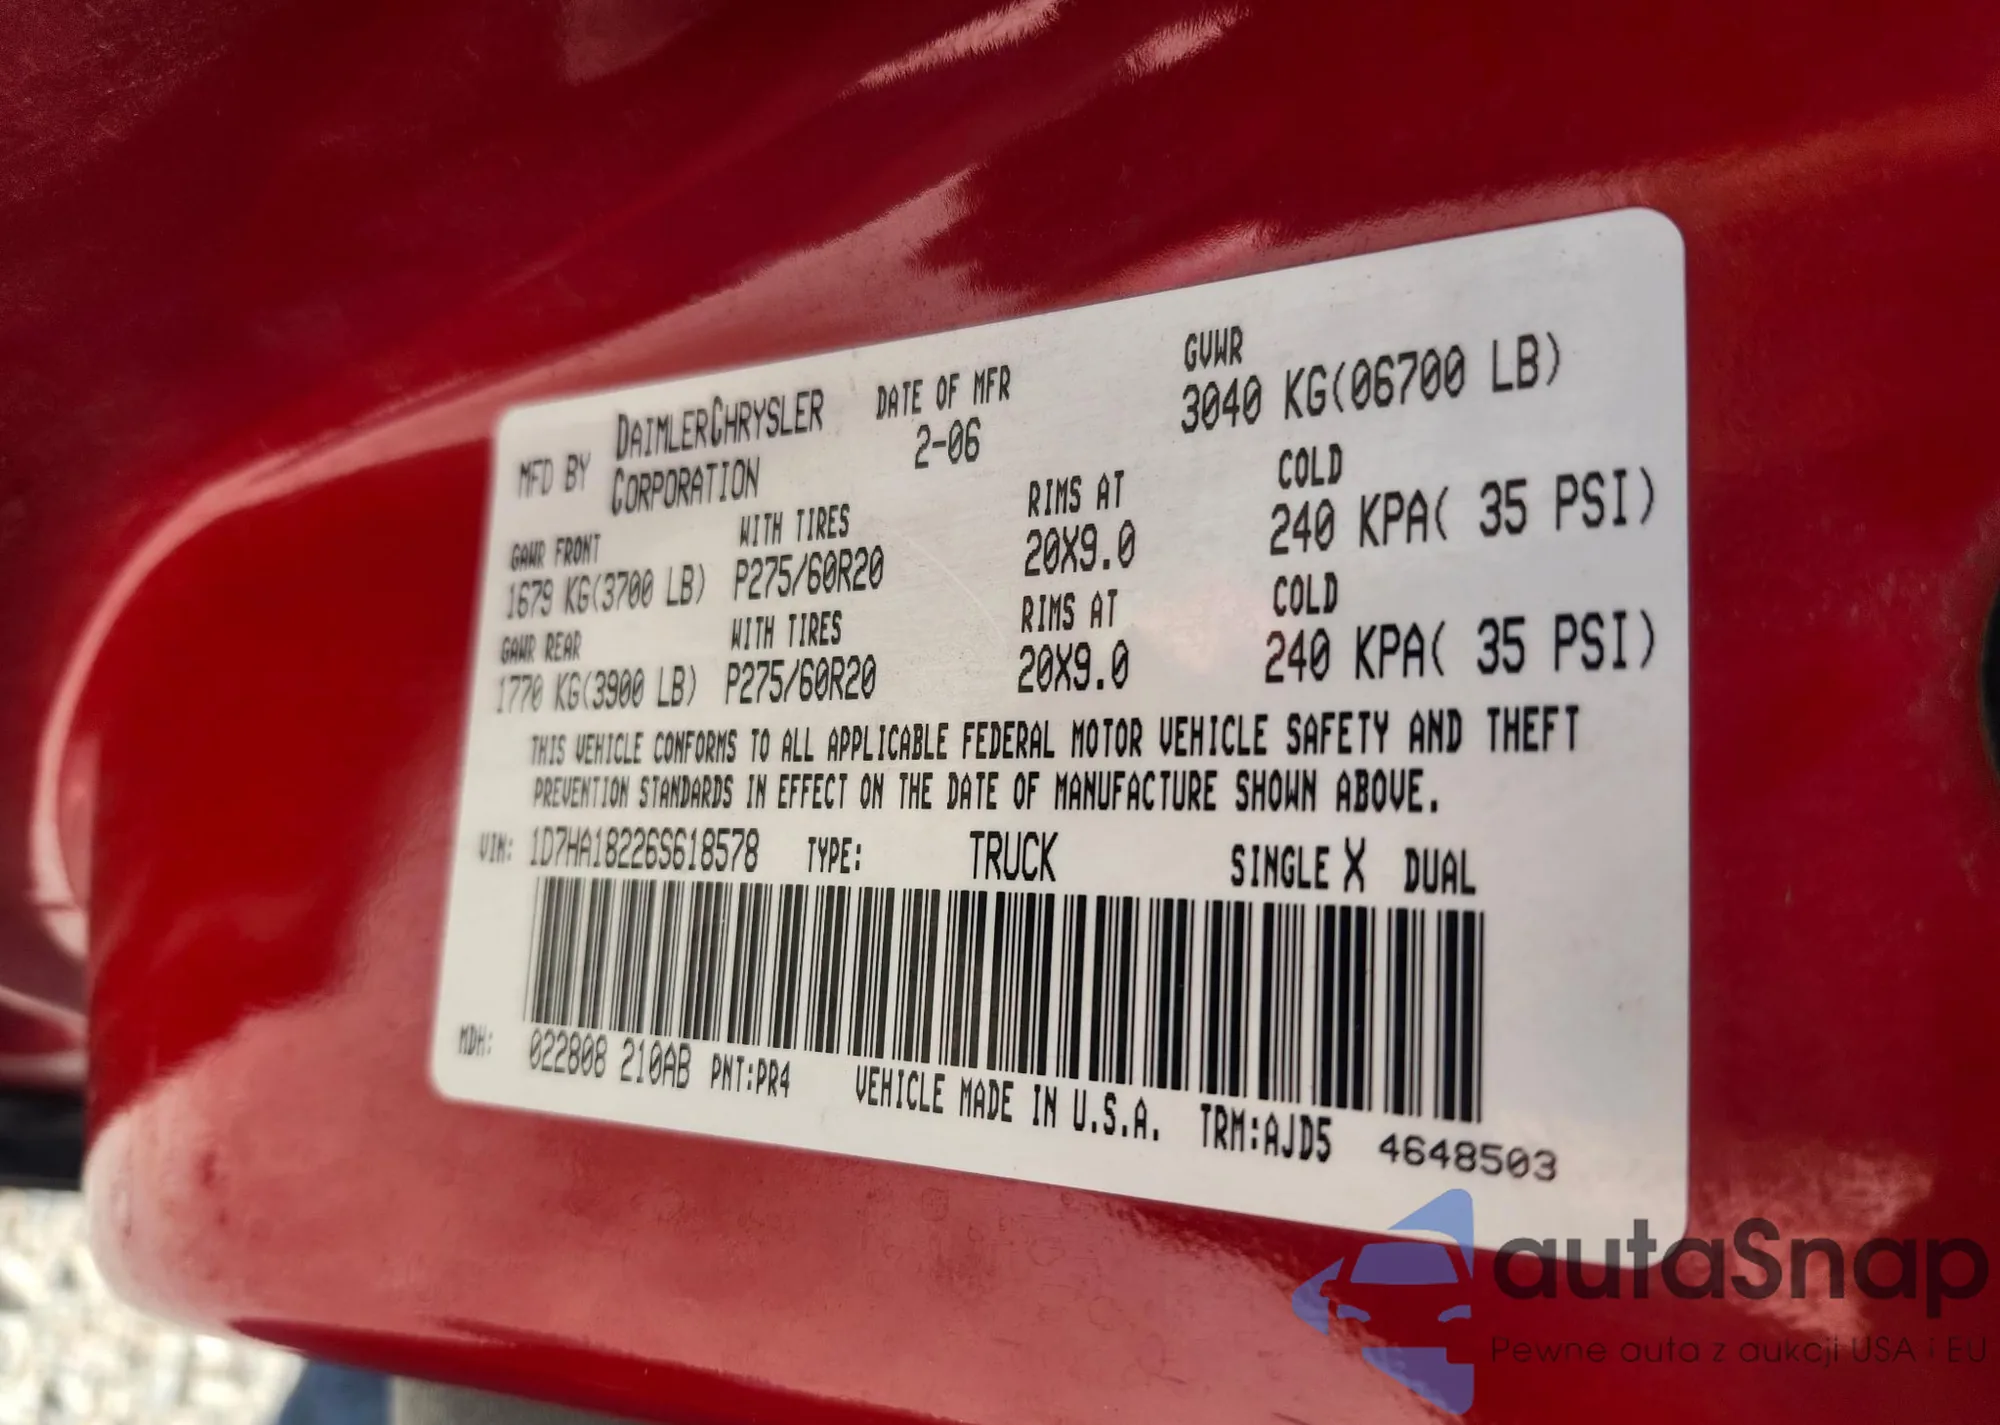 MFD BY DAIMLERCHRYSLER CORPORATION DATE OF MFR 2-06 GVWR 3040 KG(06700 LB)
GAWR FRONT WITH TIRES RIMS AT COLD
1679 KG(3700 LB) P275/60R20 20X9.0 240 KPA( 35 PSI)
GAWR REAR WITH TIRES RIMS AT COLD
1770 KG(3900 LB) P275/60R20 20X9.0 240 KPA( 35 PSI)
THIS VEHICLE CONFORMS TO ALL APPLICABLE FEDERAL MOTOR VEHICLE SAFETY AND THEFT
PREVENTION STANDARDS IN EFFECT ON THE DATE OF MANUFACTURE SHOWN ABOVE.
VIN: 1D7HA18226S618578 TYPE: TRUCK SINGLE X DUAL
MDH: 022808 210AB PNT:PR4 VEHICLE MADE IN U.S.A. TRM:AJD5 4648503
autaSnap
Pewne auta z aukcji USA i EU